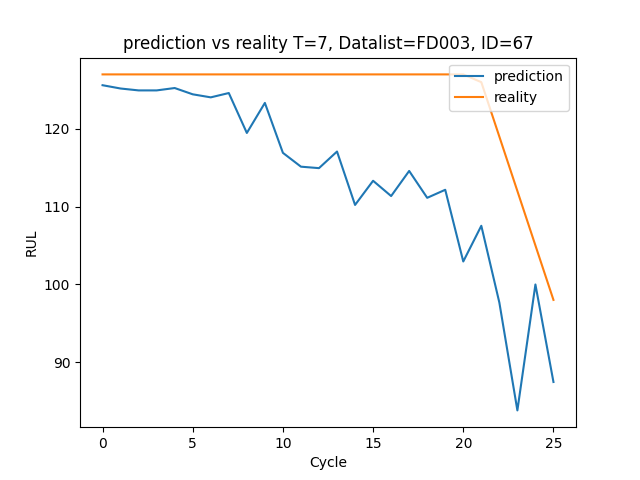 prediction vs reality T=7, Datalist=FD003, ID=67
prediction
reality
120
110
100
90
RUL
0 5 10 15 20 25
Cycle